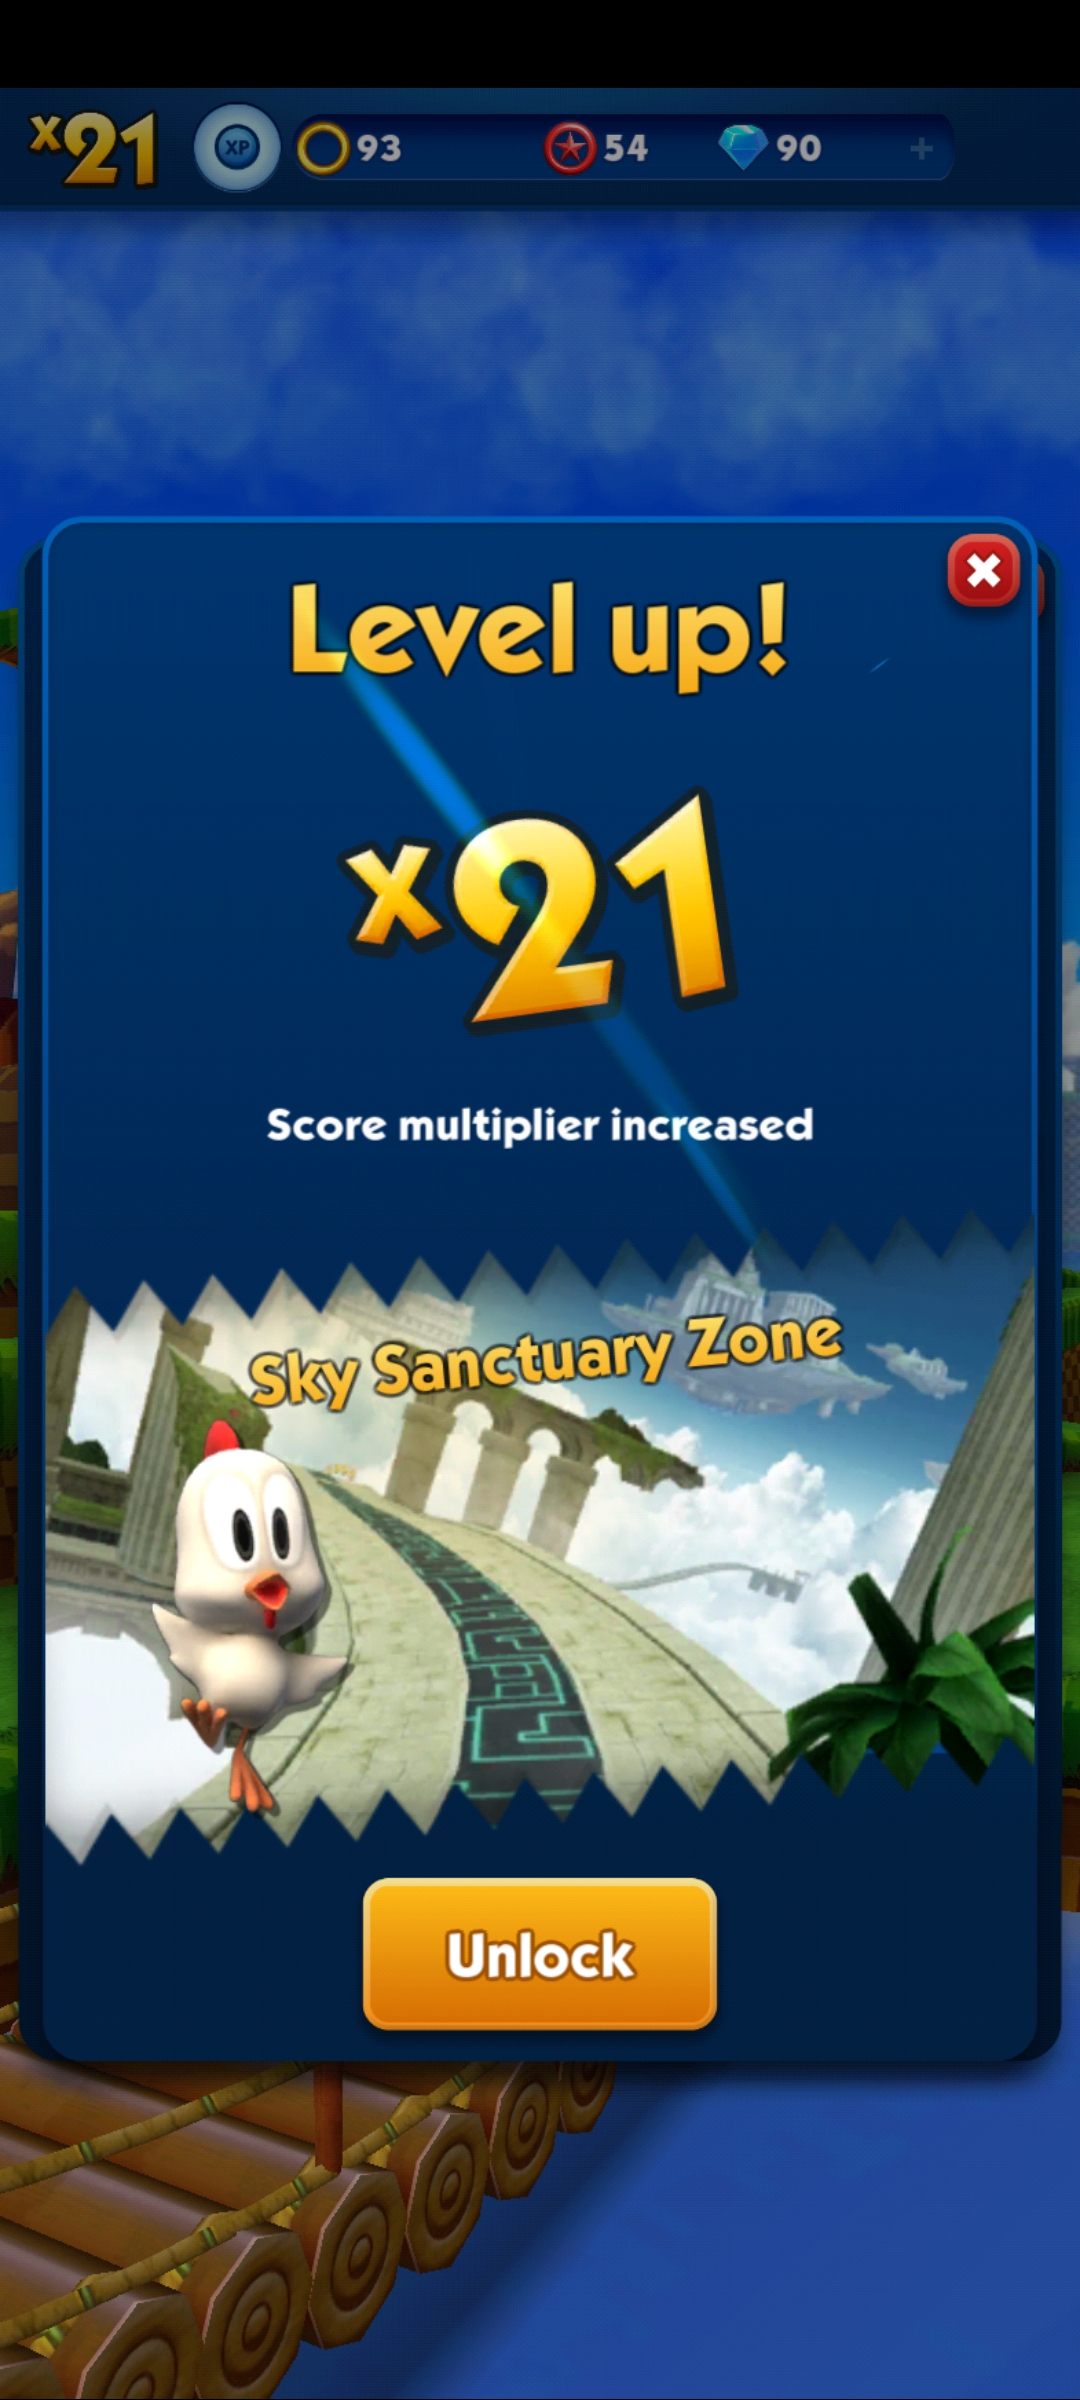 x21 XP 93 54 90 +
Level up!
x21
Score multiplier increased
Sky Sanctuary Zone
Unlock